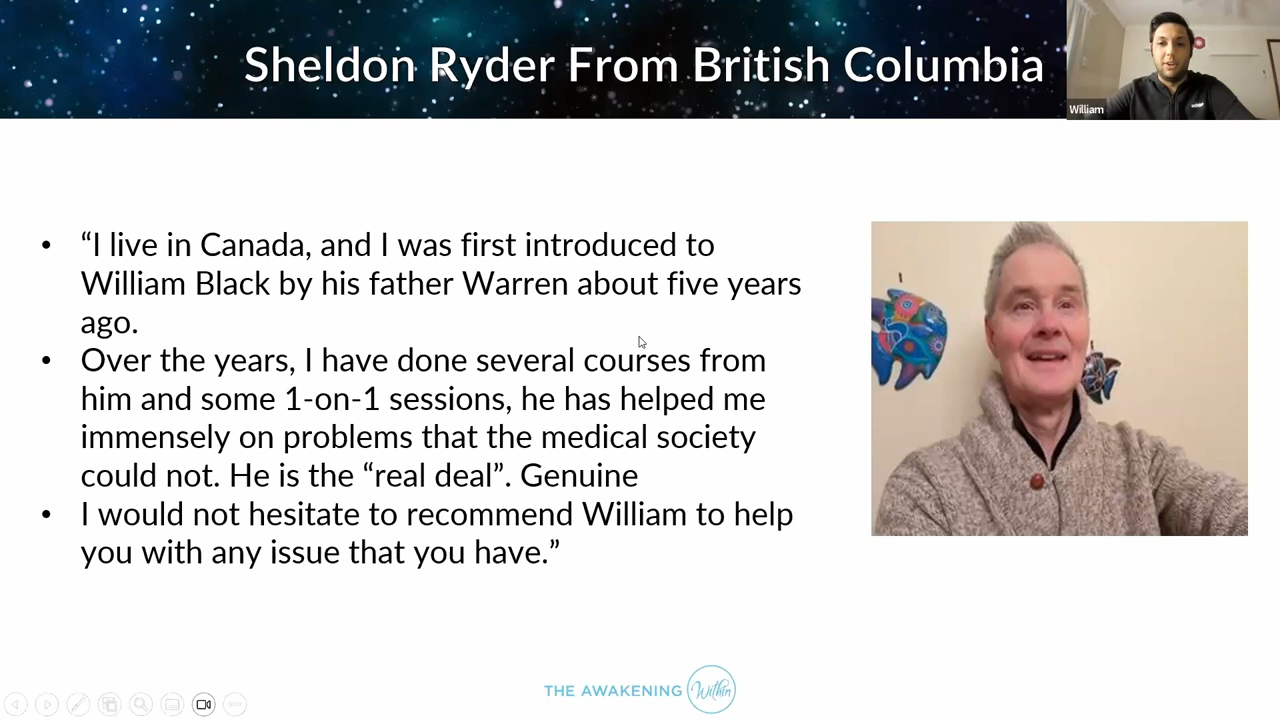 Sheldon Ryder From British Columbia
William
• “I live in Canada, and I was first introduced to
William Black by his father Warren about five years
ago.
• Over the years, I have done several courses from
him and some 1-on-1 sessions, he has helped me
immensely on problems that the medical society
could not. He is the “real deal”. Genuine
• I would not hesitate to recommend William to help
you with any issue that you have.”
THE AWAKENING Within